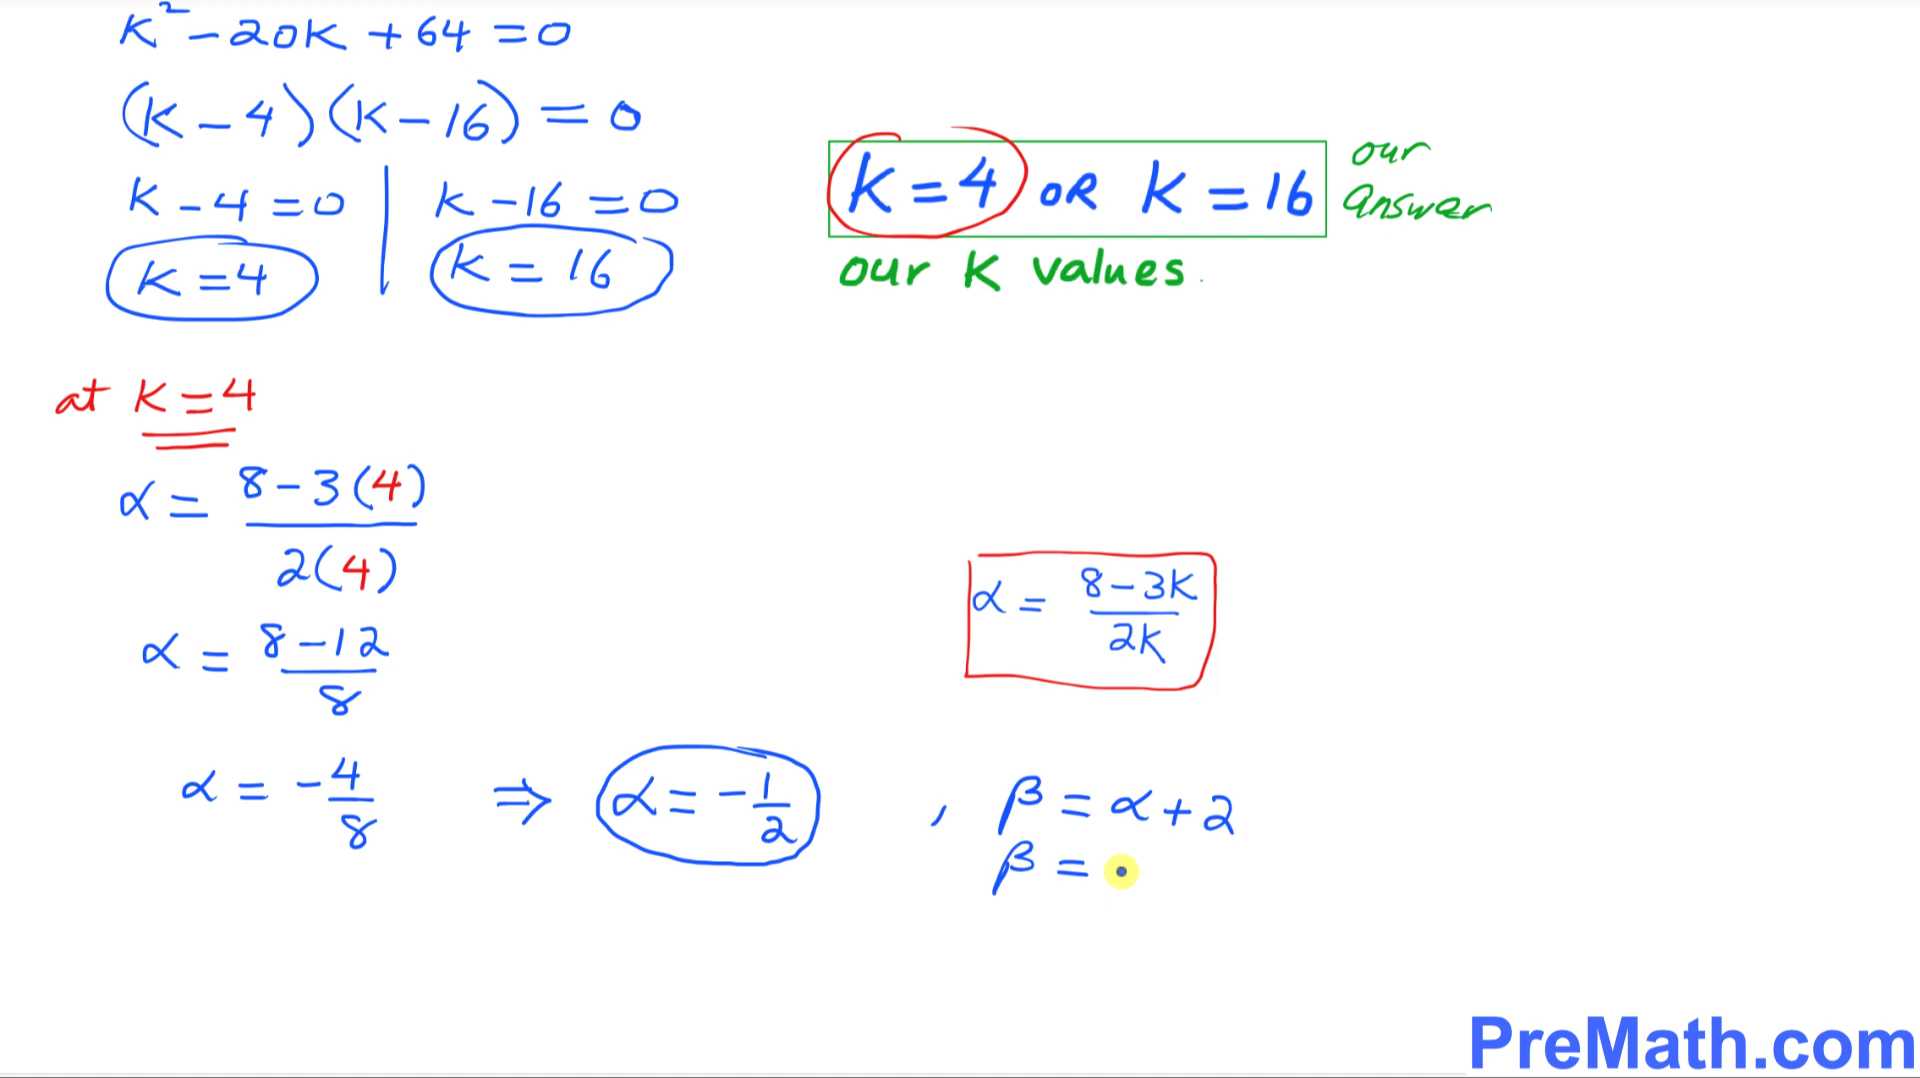 K² - 20K + 64 = 0
(K - 4)(K - 16) = 0
K - 4 = 0 | K - 16 = 0
K = 4 | K = 16
K = 4 OR K = 16
our
answer
our K values.
at K = 4
α = 8 - 3(4)
2(4)
α = 8 - 12
8
α = 8 - 3K
2K
α = - 4
8
⇒ α = - 1
2
, β = α + 2
β =
PreMath.com